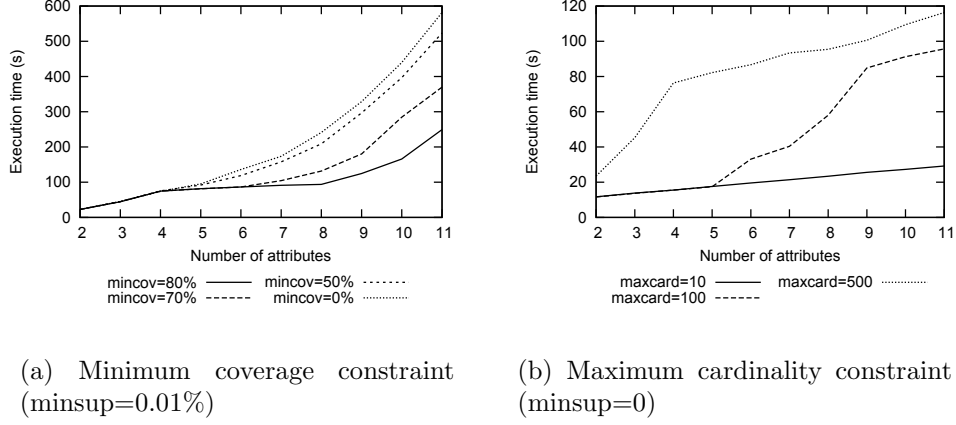 600
500
400
300
200
100
0
Execution time (s)
2 3 4 5 6 7 8 9 10 11
Number of attributes
mincov=80% mincov=50%
mincov=70% mincov=0%
120
100
80
60
40
20
0
Execution time (s)
2 3 4 5 6 7 8 9 10 11
Number of attributes
maxcard=10 maxcard=500
maxcard=100
(a) Minimum coverage constraint
(minsup=0.01%)
(b) Maximum cardinality constraint
(minsup=0)